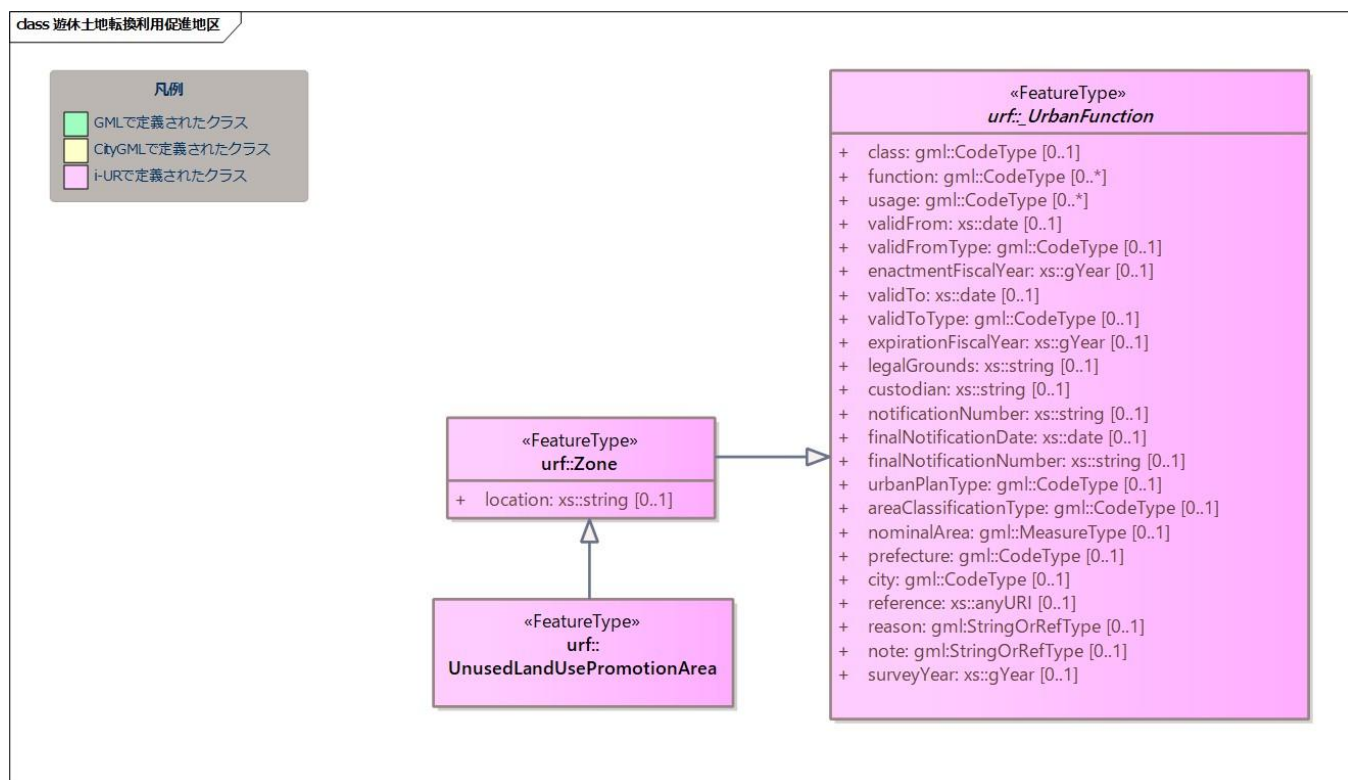 class 遊休土地転換利用促進地区
凡例
GMLで定義されたクラス
CityGMLで定義されたクラス
i-URで定義されたクラス
«FeatureType»
urf::_UrbanFunction
+ class: gml::CodeType [0..1]
+ function: gml::CodeType [0..*]
+ usage: gml::CodeType [0..*]
+ validFrom: xs::date [0..1]
+ validFromType: gml::CodeType [0..1]
+ enactmentFiscalYear: xs::gYear [0..1]
+ validTo: xs::date [0..1]
+ validToType: gml::CodeType [0..1]
+ expirationFiscalYear: xs::gYear [0..1]
+ legalGrounds: xs::string [0..1]
+ custodian: xs::string [0..1]
+ notificationNumber: xs::string [0..1]
+ finalNotificationDate: xs::date [0..1]
+ finalNotificationNumber: xs::string [0..1]
+ urbanPlanType: gml::CodeType [0..1]
+ areaClassificationType: gml::CodeType [0..1]
+ nominalArea: gml::MeasureType [0..1]
+ prefecture: gml::CodeType [0..1]
+ city: gml::CodeType [0..1]
+ reference: xs::anyURI [0..1]
+ reason: gml:StringOrRefType [0..1]
+ note: gml:StringOrRefType [0..1]
+ surveyYear: xs::gYear [0..1]
«FeatureType»
urf::Zone
+ location: xs::string [0..1]
«FeatureType»
urf::
UnusedLandUsePromotionArea